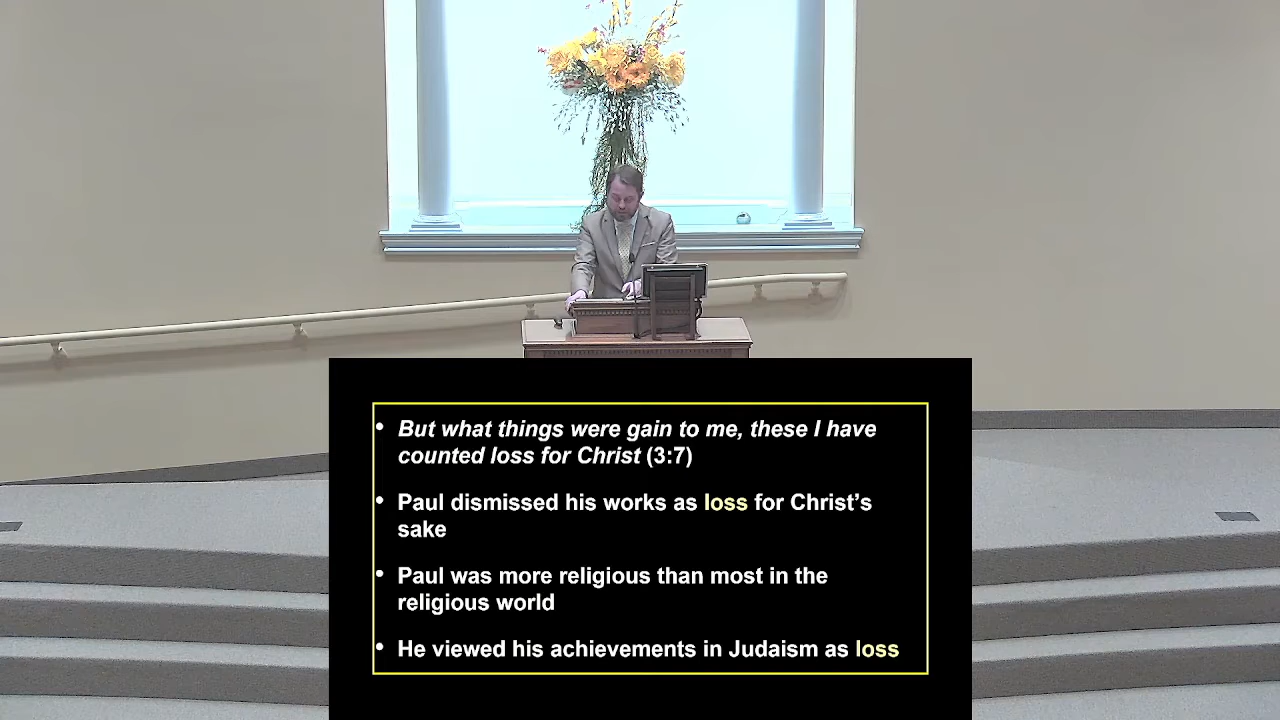 • But what things were gain to me, these I have
counted loss for Christ (3:7)
• Paul dismissed his works as loss for Christ’s
sake
• Paul was more religious than most in the
religious world
• He viewed his achievements in Judaism as loss